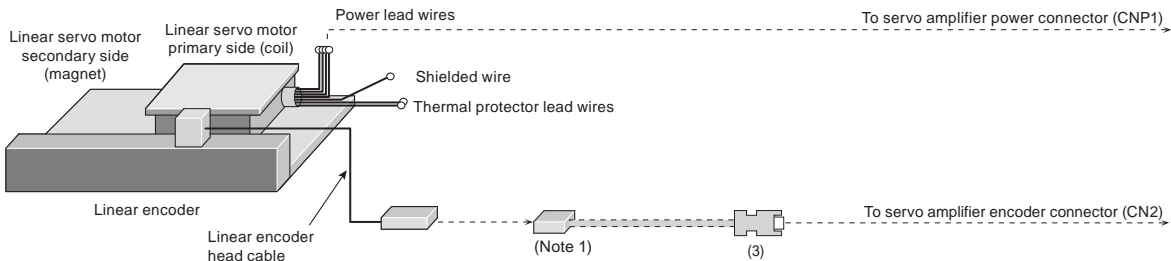 Power lead wires
To servo amplifier power connector (CNP1)
Linear servo motor
secondary side
(magnet)
Linear servo motor
primary side (coil)
Shielded wire
Thermal protector lead wires
Linear encoder
Linear encoder
head cable
(Note 1)
(3)
To servo amplifier encoder connector (CN2)